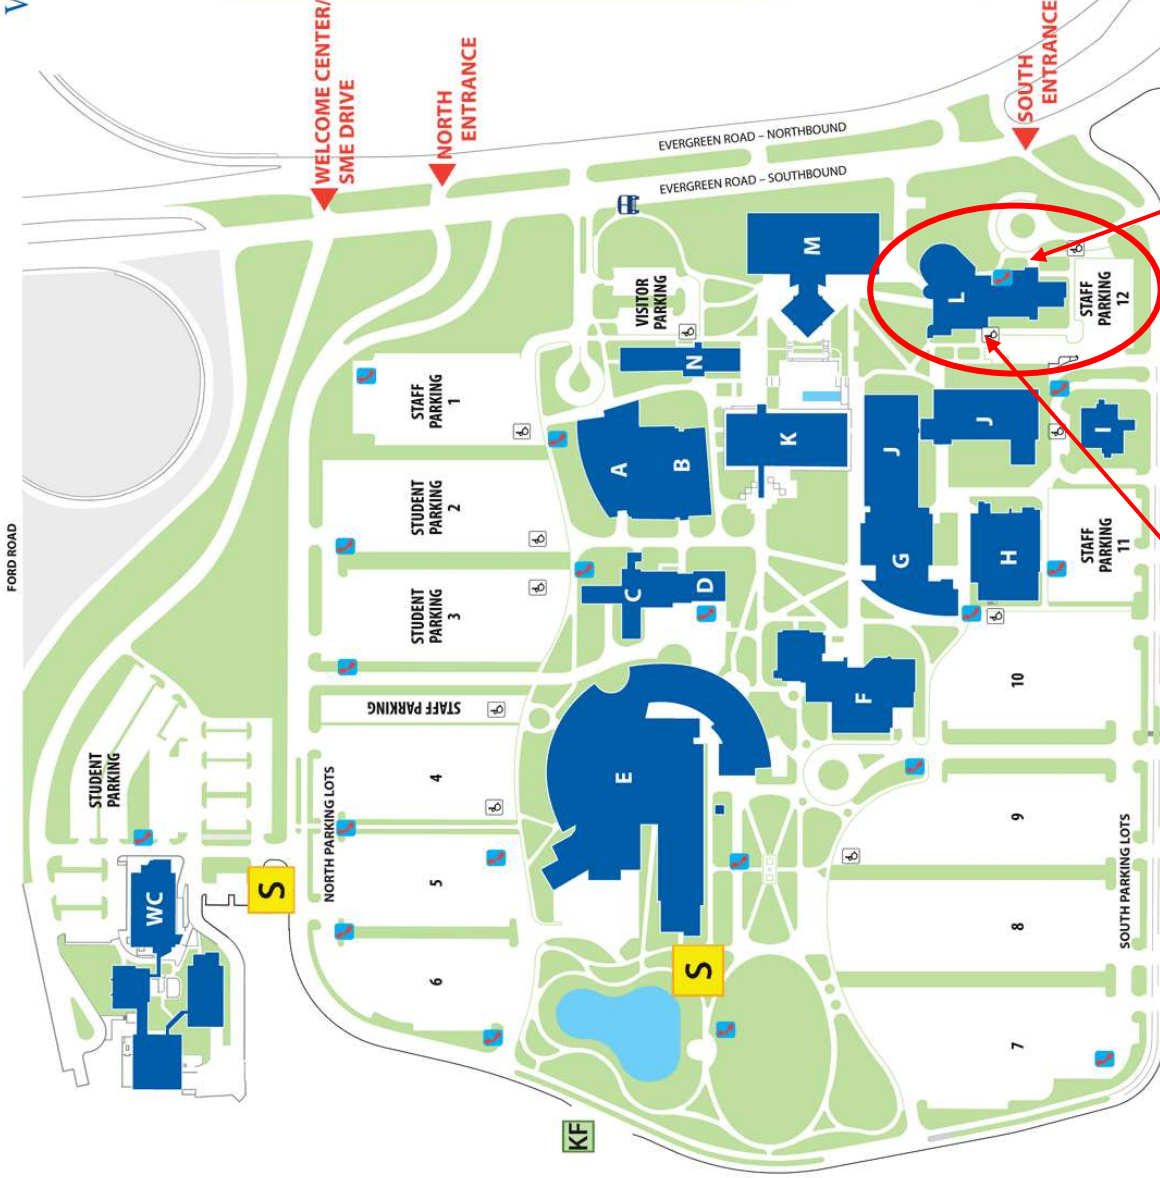 WELCOME CENTER/
SME DRIVE
NORTH
ENTRANCE
SOUTH
ENTRANCE
EVERGREEN ROAD – NORTHBOUND
EVERGREEN ROAD – SOUTHBOUND
FORD ROAD
VISITOR
PARKING
M
L
STAFF
PARKING
12
STAFF
PARKING
1
N
A
B
K
J
J
I
STUDENT
PARKING
2
STUDENT
PARKING
3
C
D
G
H
STAFF
PARKING
11
STAFF PARKING
F
10
STUDENT
PARKING
NORTH PARKING LOTS
4
E
9
WC
S
5
8
SOUTH PARKING LOTS
6
S
7
KF